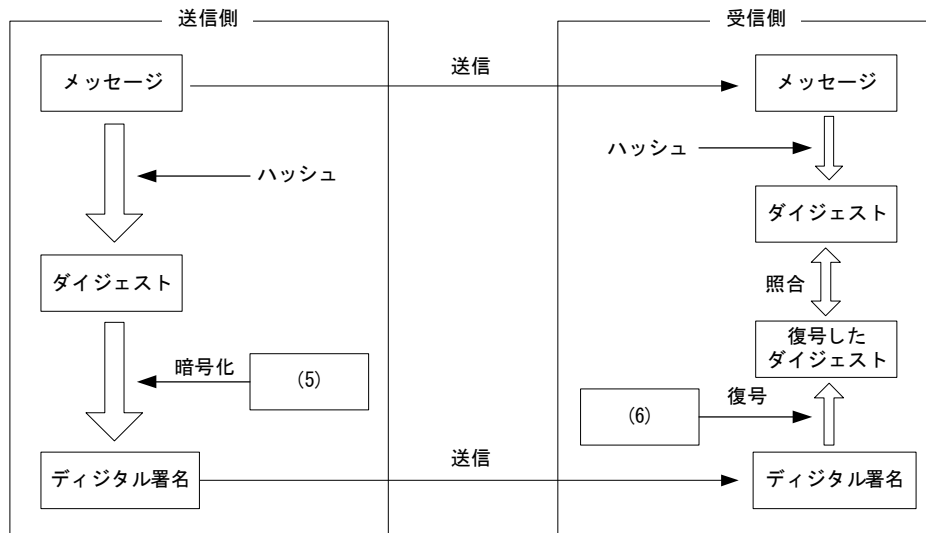 送信側
受信側
メッセージ
送信
メッセージ
ハッシュ
ハッシュ
ダイジェスト
ダイジェスト
照合
暗号化
(5)
復号した
ダイジェスト
(6)
復号
ディジタル署名
送信
ディジタル署名